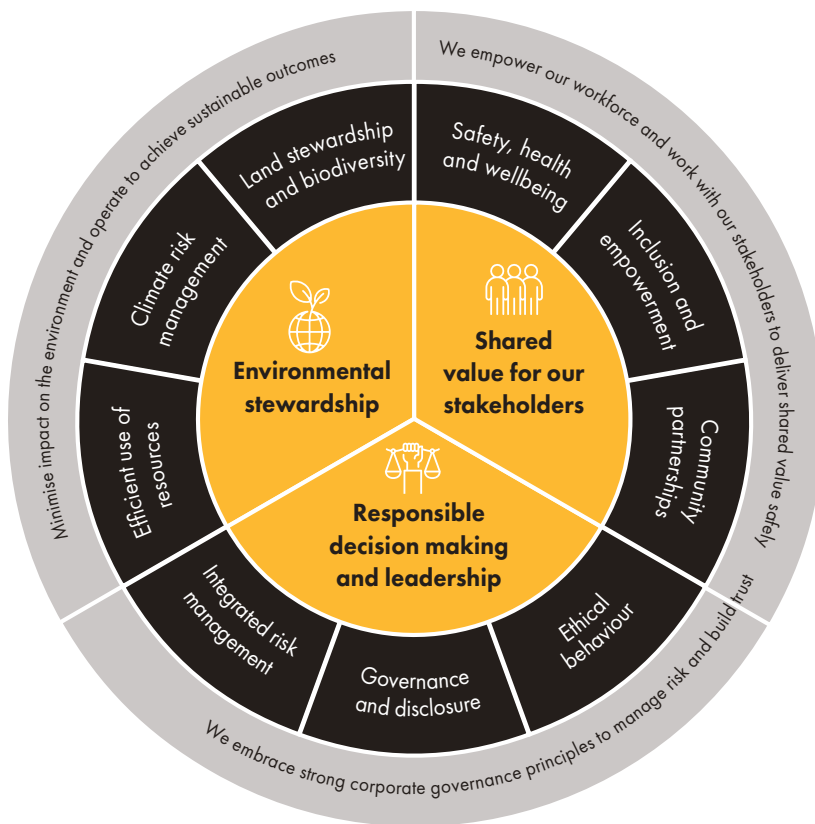 Minimise impact on the environment and operate to achieve sustainable outcomes
We empower our workforce and work with our stakeholders to deliver shared value safely
We embrace strong corporate governance principles to manage risk and build trust
Land stewardship
and biodiversity
Safety, health
and wellbeing
Climate risk
management
Inclusion and
empowerment
Efficient use of
resources
Community
partnerships
Integrated risk
management
Governance
and disclosure
Ethical
behaviour
Environmental
stewardship
Shared
value for our
stakeholders
Responsible
decision making
and leadership